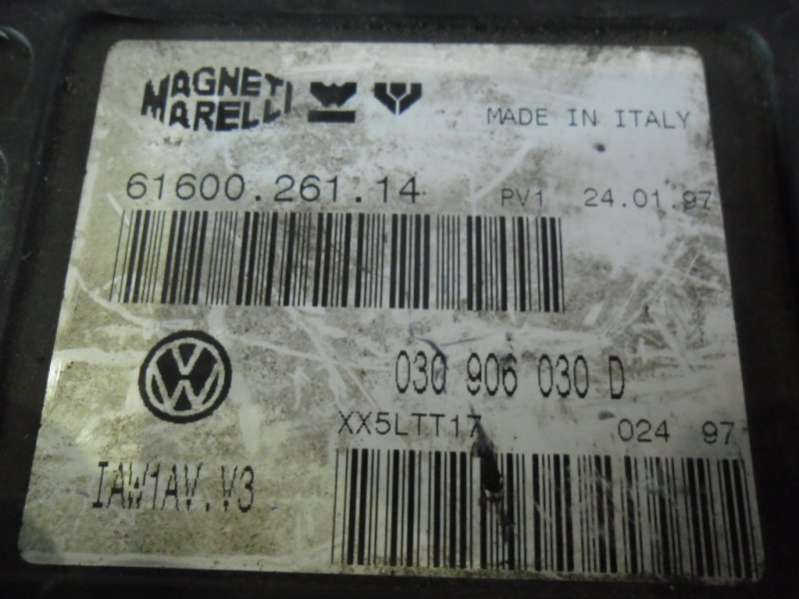 MAGNETI
MARELLI
MADE IN ITALY
61600.261.14 PV1 24.01.97
030 906 030 D
XX5LTT17 024 97
IAW1AV.V3